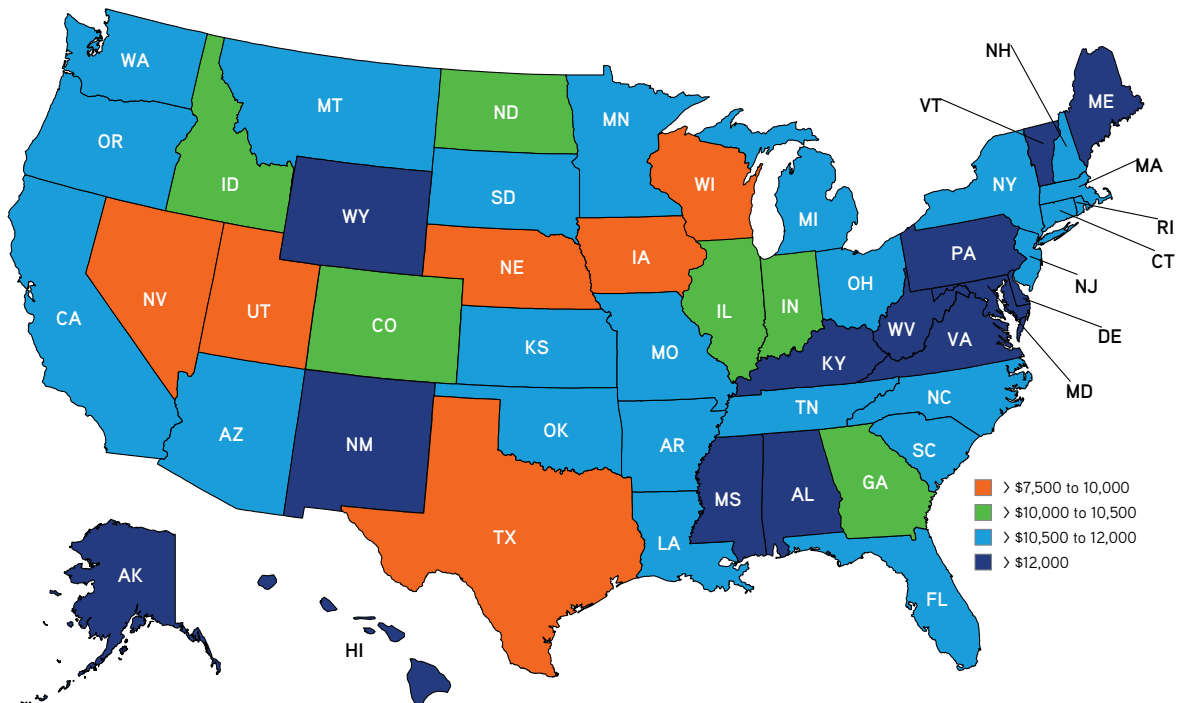 NH
WA
VT
ME
MT
ND
MN
OR
MA
ID
WI
NY
SD
WY
MI
RI
PA
CT
IA
NE
OH
NJ
NV
UT
IL
IN
CA
CO
WV
DE
KS
VA
MO
KY
MD
NC
TN
AZ
OK
NM
AR
SC
GA
MS
AL
> $7,500 to 10,000
> $10,000 to 10,500
> $10,500 to 12,000
> $12,000
TX
LA
AK
FL
HI